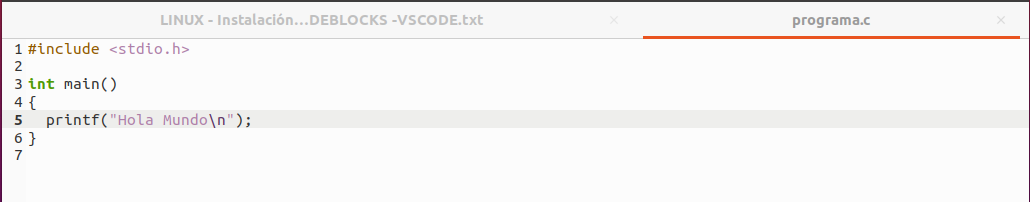 LINUX - Instalación...DEBLOCKS -VSCODE.txt × programa.c ×
1 #include <stdio.h>
2
3 int main()
4 {
5   printf("Hola Mundo\n");
6 }
7